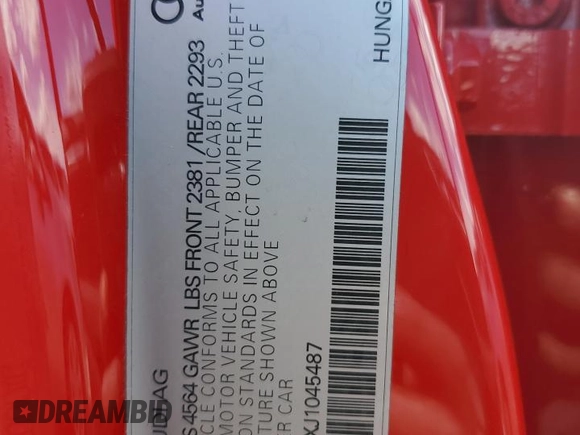 Au
UDI AG
S 4564 GAWR LBS FRONT 2381 /REAR 2293
CLE CONFORMS TO ALL APPLICABLE U.S.
MOTOR VEHICLE SAFETY, BUMPER AND THEFT
ON STANDARDS IN EFFECT ON THE DATE OF
TURE SHOWN ABOVE
R CAR
XJ1045487
HUNG
DREAMBID